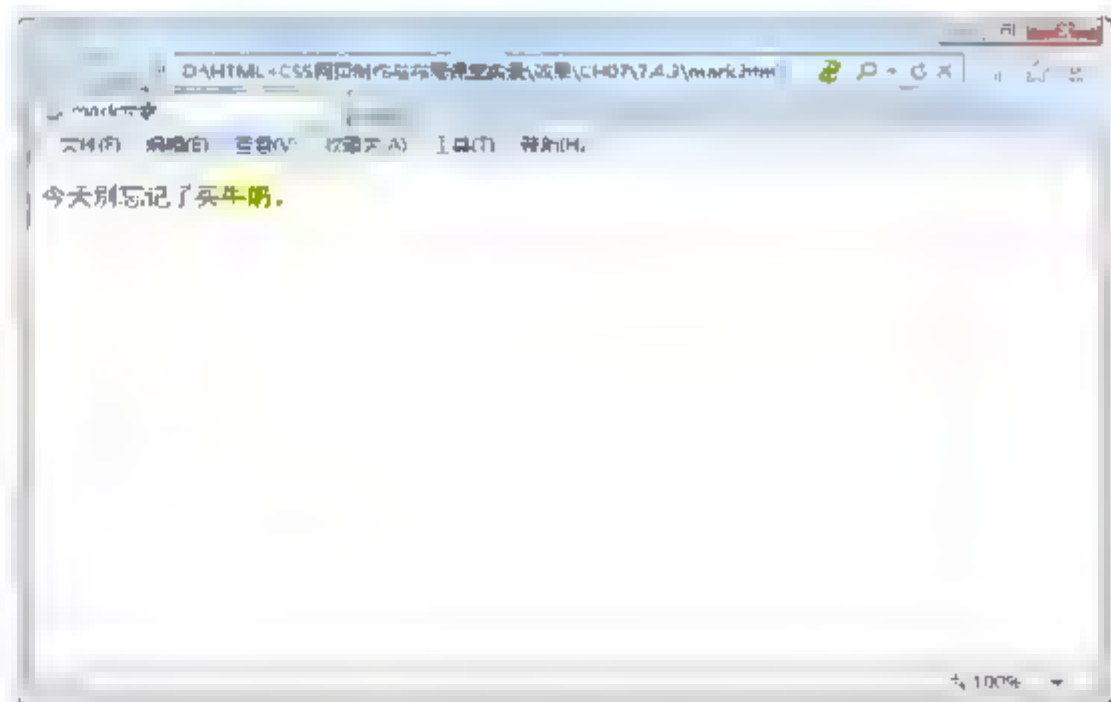 D:\HTML+CSS网页制作与布局课堂实录\效果\CH07\7.4.3\mark.html
mark元素
文件(F) 编辑(E) 查看(V) 收藏夹(A) 工具(T) 帮助(H)
今天别忘记了买牛奶。
100%